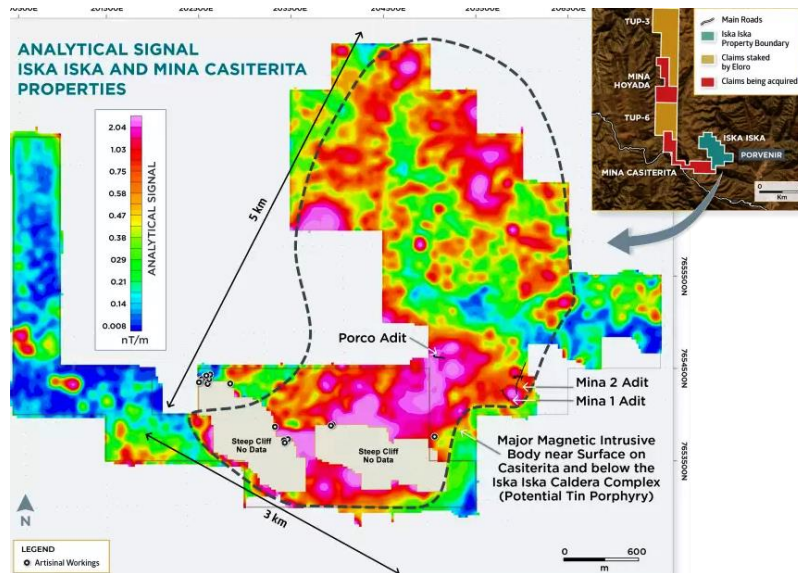 201500E
202500E
203500E
204500E
ANALYTICAL SIGNAL
ISKA ISKA AND MINA CASITERITA
PROPERTIES
2.04
1.03
0.75
0.58
0.47
0.39
0.29
0.21
0.14
0.008
nT/m
ANALYTICAL SIGNAL
5 km
3 km
Porco Adit
Mina 2 Adit
Mina 1 Adit
Major Magnetic Intrusive
Body near Surface on
Casiterita and below the
Iska Iska Caldera Complex
(Potential Tin Porphyry)
Steep Cliff
No Data
Steep Cliff
No Data
7655500N
7654500N
7653500N
TUP-3
MINA
HOYADA
TUP-6
ISKA ISKA
PORVENIR
MINA CASITERITA
0
Km
Main Roads
Iska Iska
Property Boundary
Claims staked
by Eloro
Claims being acquired
N
LEGEND
Artisinal Workings
0 600
m